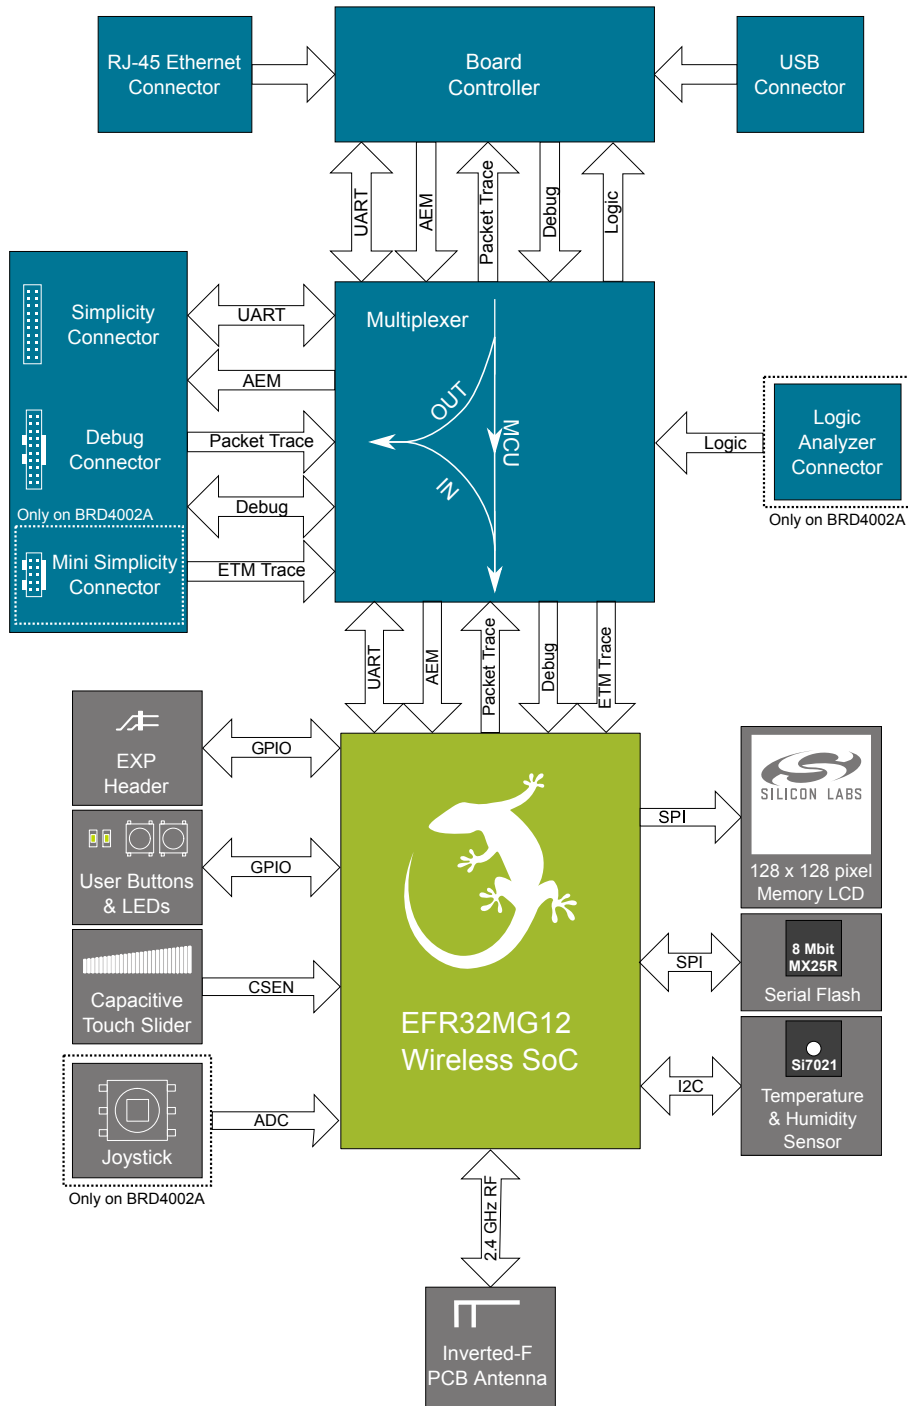 RJ-45 Ethernet
Connector
Board
Controller
USB
Connector
UART
AEM
Packet Trace
Debug
Logic
Simplicity
Connector
Debug
Connector
Only on BRD4002A
Mini Simplicity
Connector
UART
AEM
Packet Trace
Debug
ETM Trace
Multiplexer
OUT
IN
MCU
Logic
Logic
Analyzer
Connector
Only on BRD4002A
UART
AEM
Packet Trace
Debug
ETM Trace
EXP
Header
GPIO
User Buttons
& LEDs
GPIO
Capacitive
Touch Slider
CSEN
Joystick
ADC
Only on BRD4002A
EFR32MG12
Wireless SoC
SPI
SILICON LABS
128 x 128 pixel
Memory LCD
SPI
8 Mbit
MX25R
Serial Flash
I2C
Si7021
Temperature
& Humidity
Sensor
2.4 GHz RF
Inverted-F
PCB Antenna